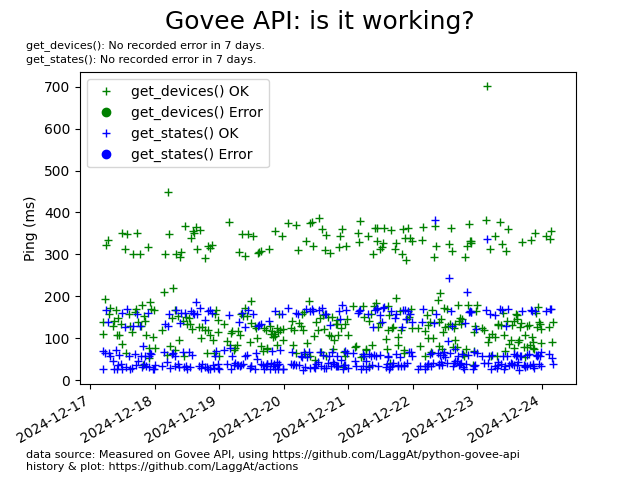 Govee API: is it working?
get_devices(): No recorded error in 7 days.
get_states(): No recorded error in 7 days.
get_devices() OK
get_devices() Error
get_states() OK
get_states() Error
700
600
500
400
300
200
100
0
Ping (ms)
2024-12-17
2024-12-18
2024-12-19
2024-12-20
2024-12-21
2024-12-22
2024-12-23
2024-12-24
data source: Measured on Govee API, using https://github.com/LaggAt/python-govee-api
history & plot: https://github.com/LaggAt/actions